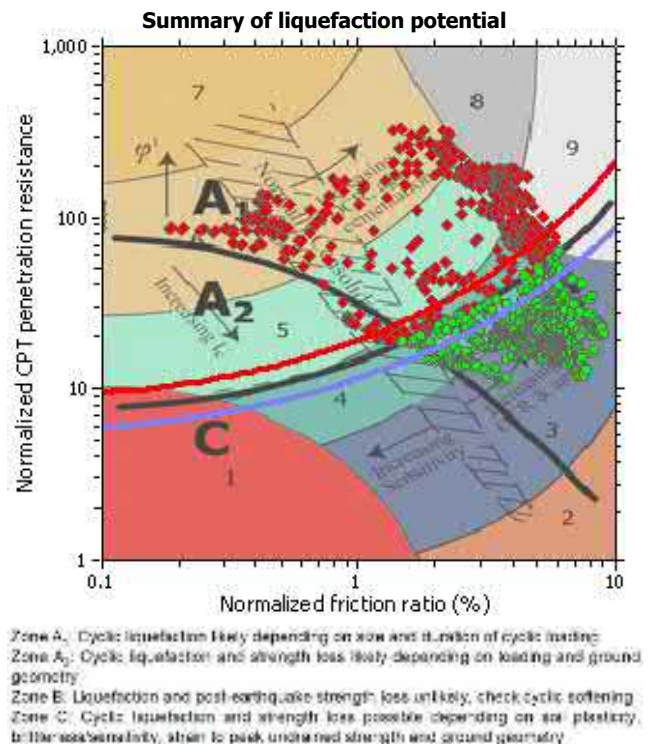 Summary of liquefaction potential
1,000
7
8
9
φ'
A₁
100
Normalized CPT penetration resistance
A₂
Increasing
5
10
4
C
3
Increasing
Sensitivity
1
2
1
0.1
1
10
Normalized friction ratio (%)
Zone A₁: Cyclic liquefaction likely depending on size and duration of cyclic loading
Zone A₂: Cyclic liquefaction and strength loss likely depending on loading and ground
geometry
Zone B: Liquefaction and post-earthquake strength loss unlikely, check cyclic softening
Zone C: Cyclic liquefaction and strength loss possible depending on soil plasticity,
brittleness/sensitivity, strain to peak undrained strength and ground geometry